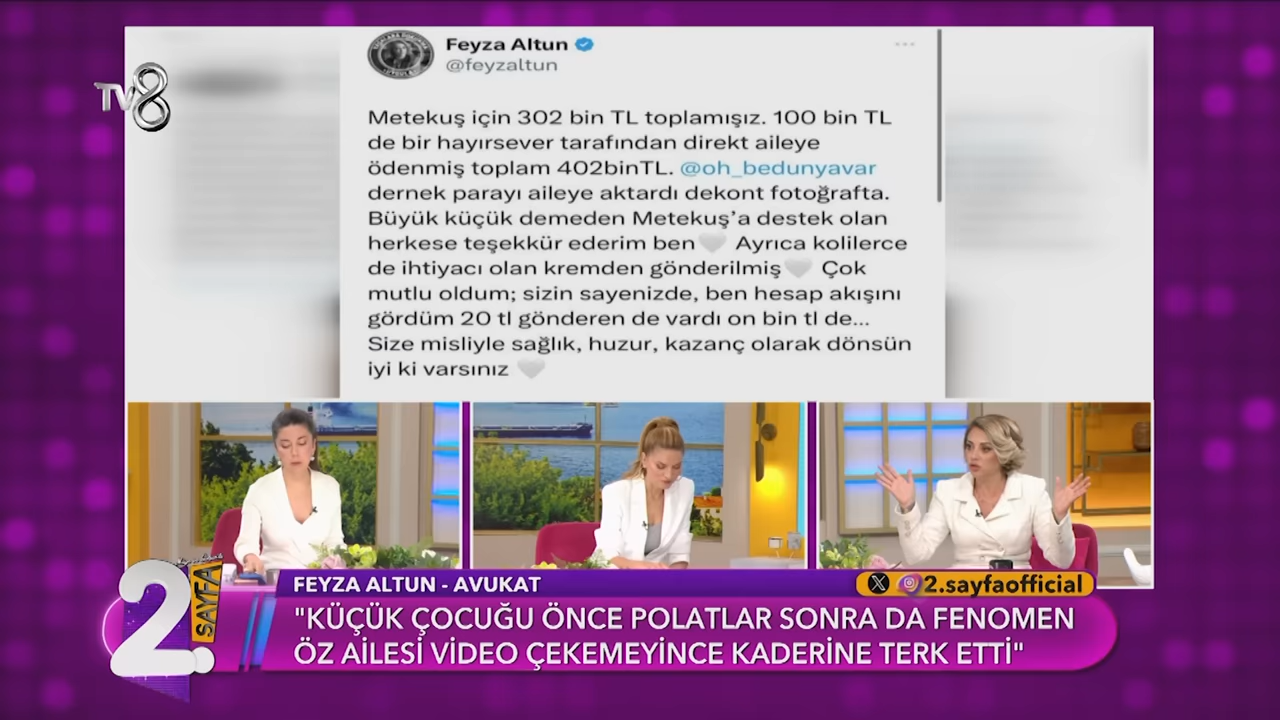 Feyza Altun
@feyzaltun
TV8
Metekuş için 302 bin TL toplamışız. 100 bin TL
de bir hayırsever tarafından direkt aileye
ödenmiş toplam 402binTL. @oh_bedunyavar
dernek parayı aileye aktardı dekont fotoğrafta.
Büyük küçük demeden Metekuş’a destek olan
herkese teşekkür ederim ben🤍 Ayrıca kolilerce
de ihtiyacı olan kremden gönderilmiş🤍 Çok
mutlu oldum; sizin sayenizde, ben hesap akışını
gördüm 20 tl gönderen de vardı on bin tl de...
Size misliyle sağlık, huzur, kazanç olarak dönsün
iyi ki varsınız 🤍
2. SAYFA
FEYZA ALTUN - AVUKAT
2.sayfaofficial
"KÜÇÜK ÇOCUĞU ÖNCE POLATLAR SONRA DA FENOMEN
ÖZ AİLESİ VİDEO ÇEKEMEYİNCE KADERİNE TERK ETTİ"